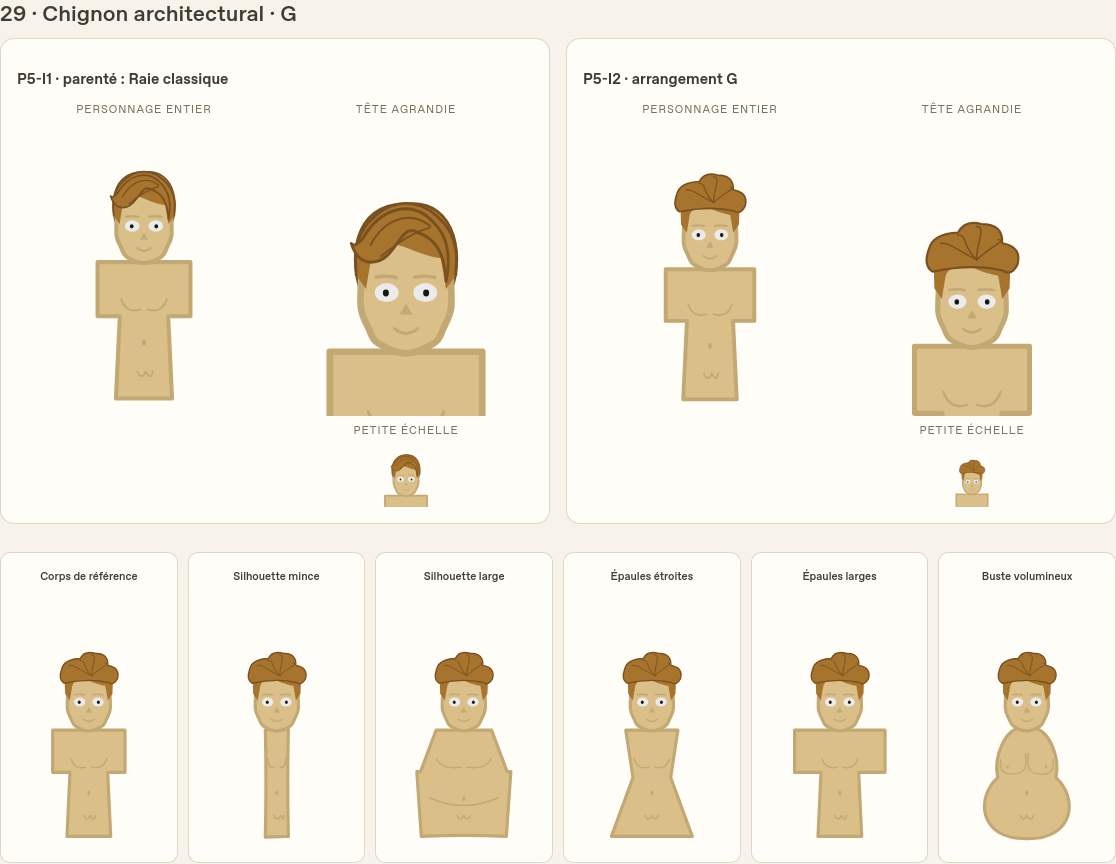 29 · Chignon architectural · G
P5-I1 · parenté : Raie classique
PERSONNAGE ENTIER
TÊTE AGRANDIE
PETITE ÉCHELLE
P5-I2 · arrangement G
PERSONNAGE ENTIER
TÊTE AGRANDIE
PETITE ÉCHELLE
Corps de référence
Silhouette mince
Silhouette large
Épaules étroites
Épaules larges
Buste volumineux